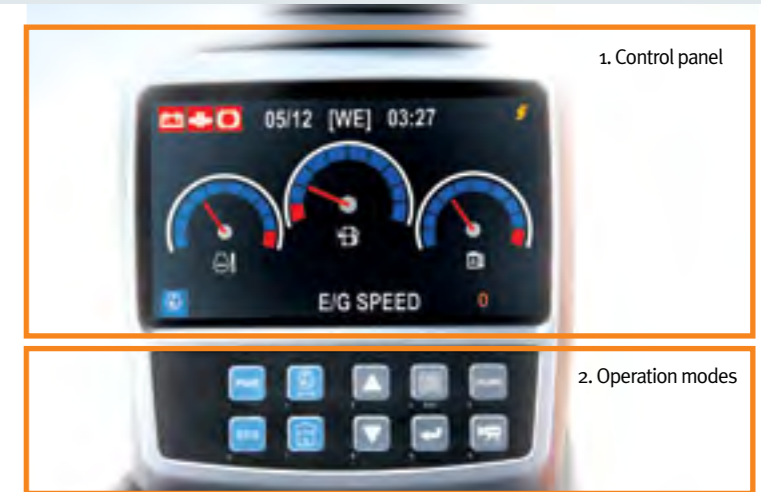 1. Control panel
05/12 [WE] 03:27
E/G SPEED 0
2. Operation modes